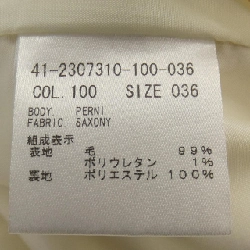 41-2307310-100-036
COL.100 SIZE 036
BODY. PERNI.
FABRIC. SAXONY
組成表示
表地 毛 99%
ポリウレタン 1%
裏地 ポリエステル 100%